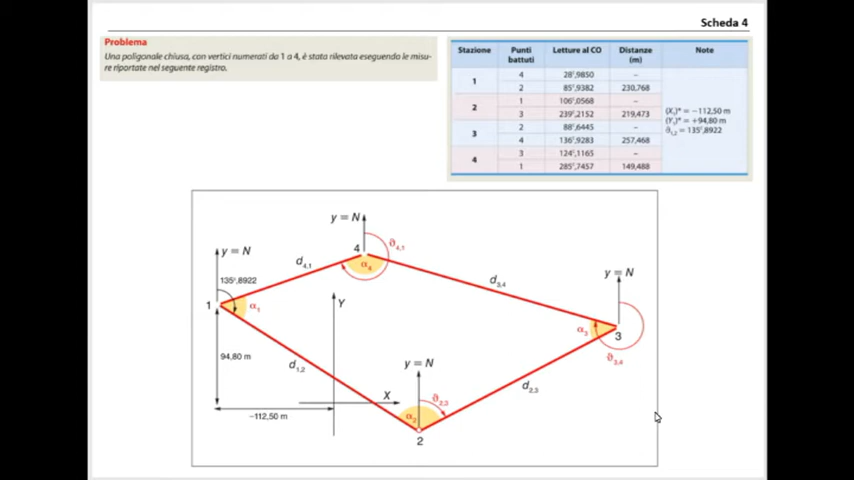 Scheda 4
Problema
Una poligonale chiusa, con vertici numerati da 1 a 4, è stata rilevata eseguendo le misu-
re riportate nel seguente registro.
Stazione Punti battuti Letture al CO Distanze (m) Note
1 4 28ᶜ,9850 –
2 85ᶜ,9382 230,768
2 1 106ᶜ,0568 –
3 239ᶜ,2152 219,473
3 2 88ᶜ,6445 –
4 136ᶜ,9283 257,468
4 3 124ᶜ,1165 –
1 285ᶜ,7457 149,488
(X₁)* = −112,50 m
(Y₁)* = +94,80 m
ϑ₁,₂ = 135ᶜ,8922
y = N
4
ϑ₄,₁
α₄
y = N
d₄,₁
135ᶜ,8922
1
α₁
d₃,₄
y = N
α₃
3
ϑ₃,₄
Y
94,80 m
d₁,₂
y = N
X
−112,50 m
α₂
ϑ₂,₃
d₂,₃
2